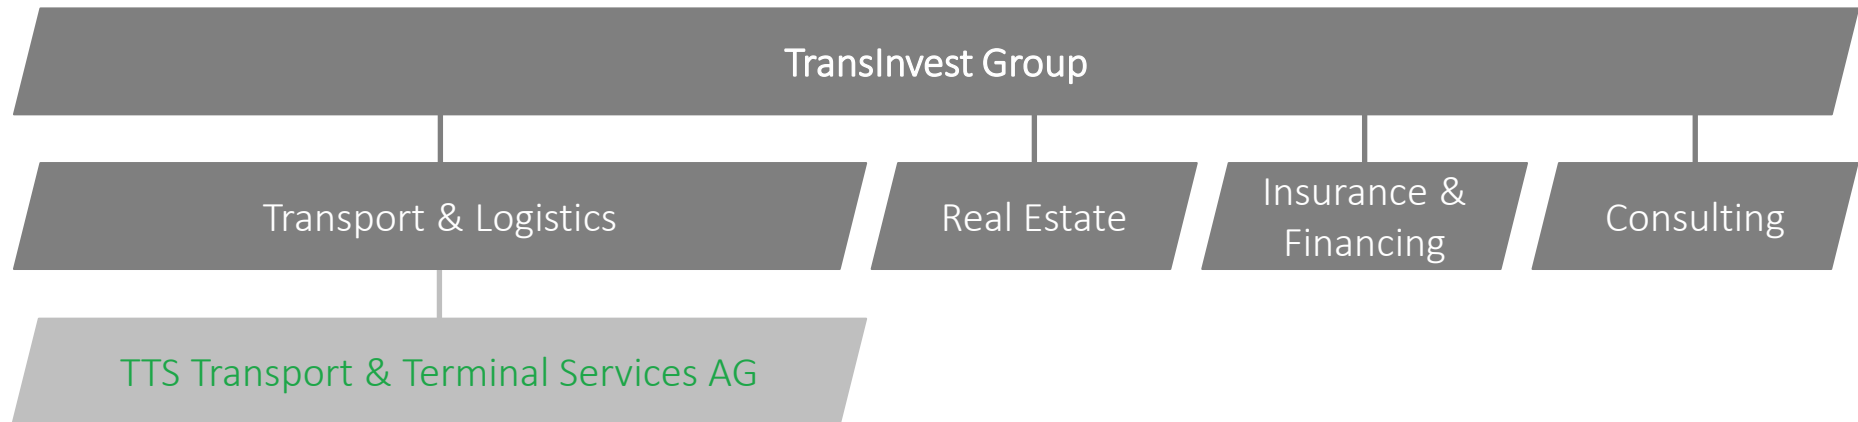 TransInvest Group
Transport & Logistics
Real Estate
Insurance &
Financing
Consulting
TTS Transport & Terminal Services AG